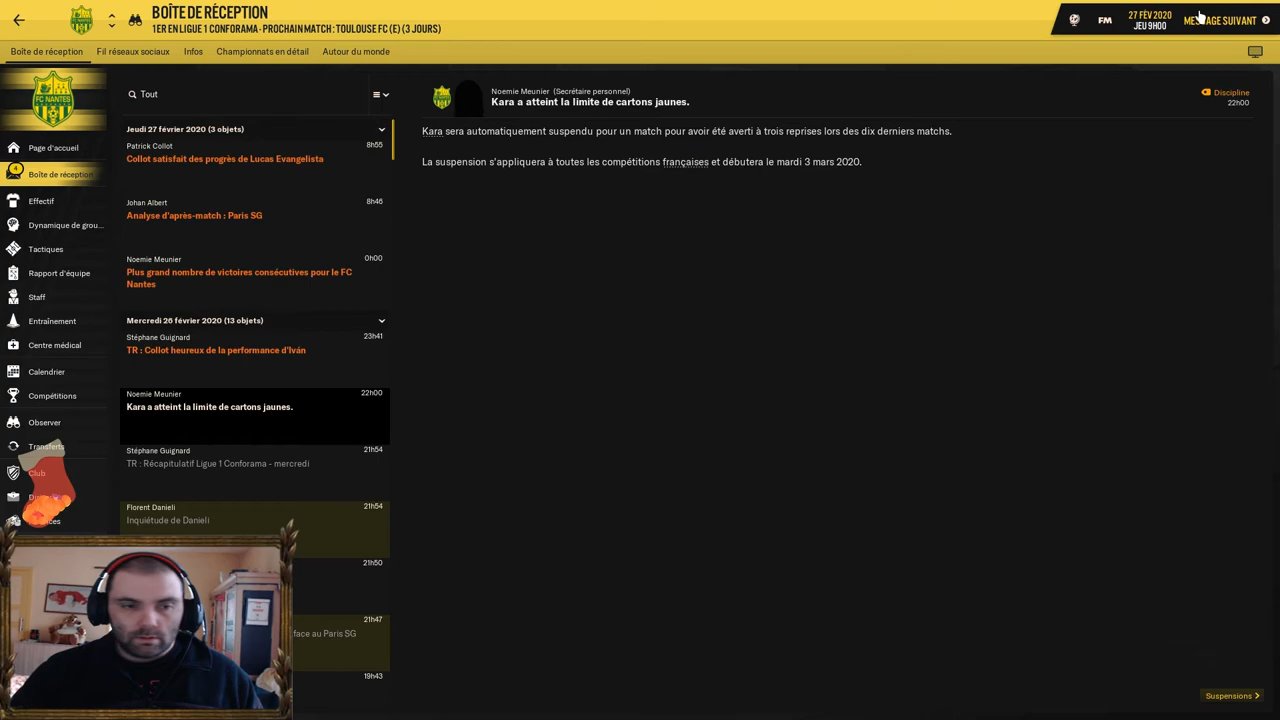 BOÎTE DE RÉCEPTION
1ER EN LIGUE 1 CONFORAMA - PROCHAIN MATCH : TOULOUSE FC (E) (3 JOURS)
FM
27 FÉV 2020
JEU 9H00
MESSAGE SUIVANT
Boîte de réception
Fil réseaux sociaux
Infos
Championnats en détail
Autour du monde
FC NANTES
Page d'accueil
4
Boîte de réception
Effectif
Dynamique de grou...
Tactiques
Rapport d'équipe
Staff
Entraînement
Centre médical
Calendrier
Compétitions
Observer
Transferts
Club
Tout
Jeudi 27 février 2020 (3 objets)
Patrick Collot
8h55
Collot satisfait des progrès de Lucas Evangelista
Johan Albert
8h46
Analyse d'après-match : Paris SG
Noemie Meunier
0h00
Plus grand nombre de victoires consécutives pour le FC
Nantes
Mercredi 26 février 2020 (13 objets)
Stéphane Guignard
23h41
TR : Collot heureux de la performance d'Iván
Noemie Meunier
22h00
Kara a atteint la limite de cartons jaunes.
Stéphane Guignard
21h54
TR : Récapitulatif Ligue 1 Conforama - mercredi
Florent Danieli
21h54
Inquiétude de Danieli
21h50
21h47
face au Paris SG
19h43
Noemie Meunier (Secrétaire personnel)
Kara a atteint la limite de cartons jaunes.
Discipline
22h00
Kara sera automatiquement suspendu pour un match pour avoir été averti à trois reprises lors des dix derniers matchs.
La suspension s'appliquera à toutes les compétitions françaises et débutera le mardi 3 mars 2020.
Suspensions